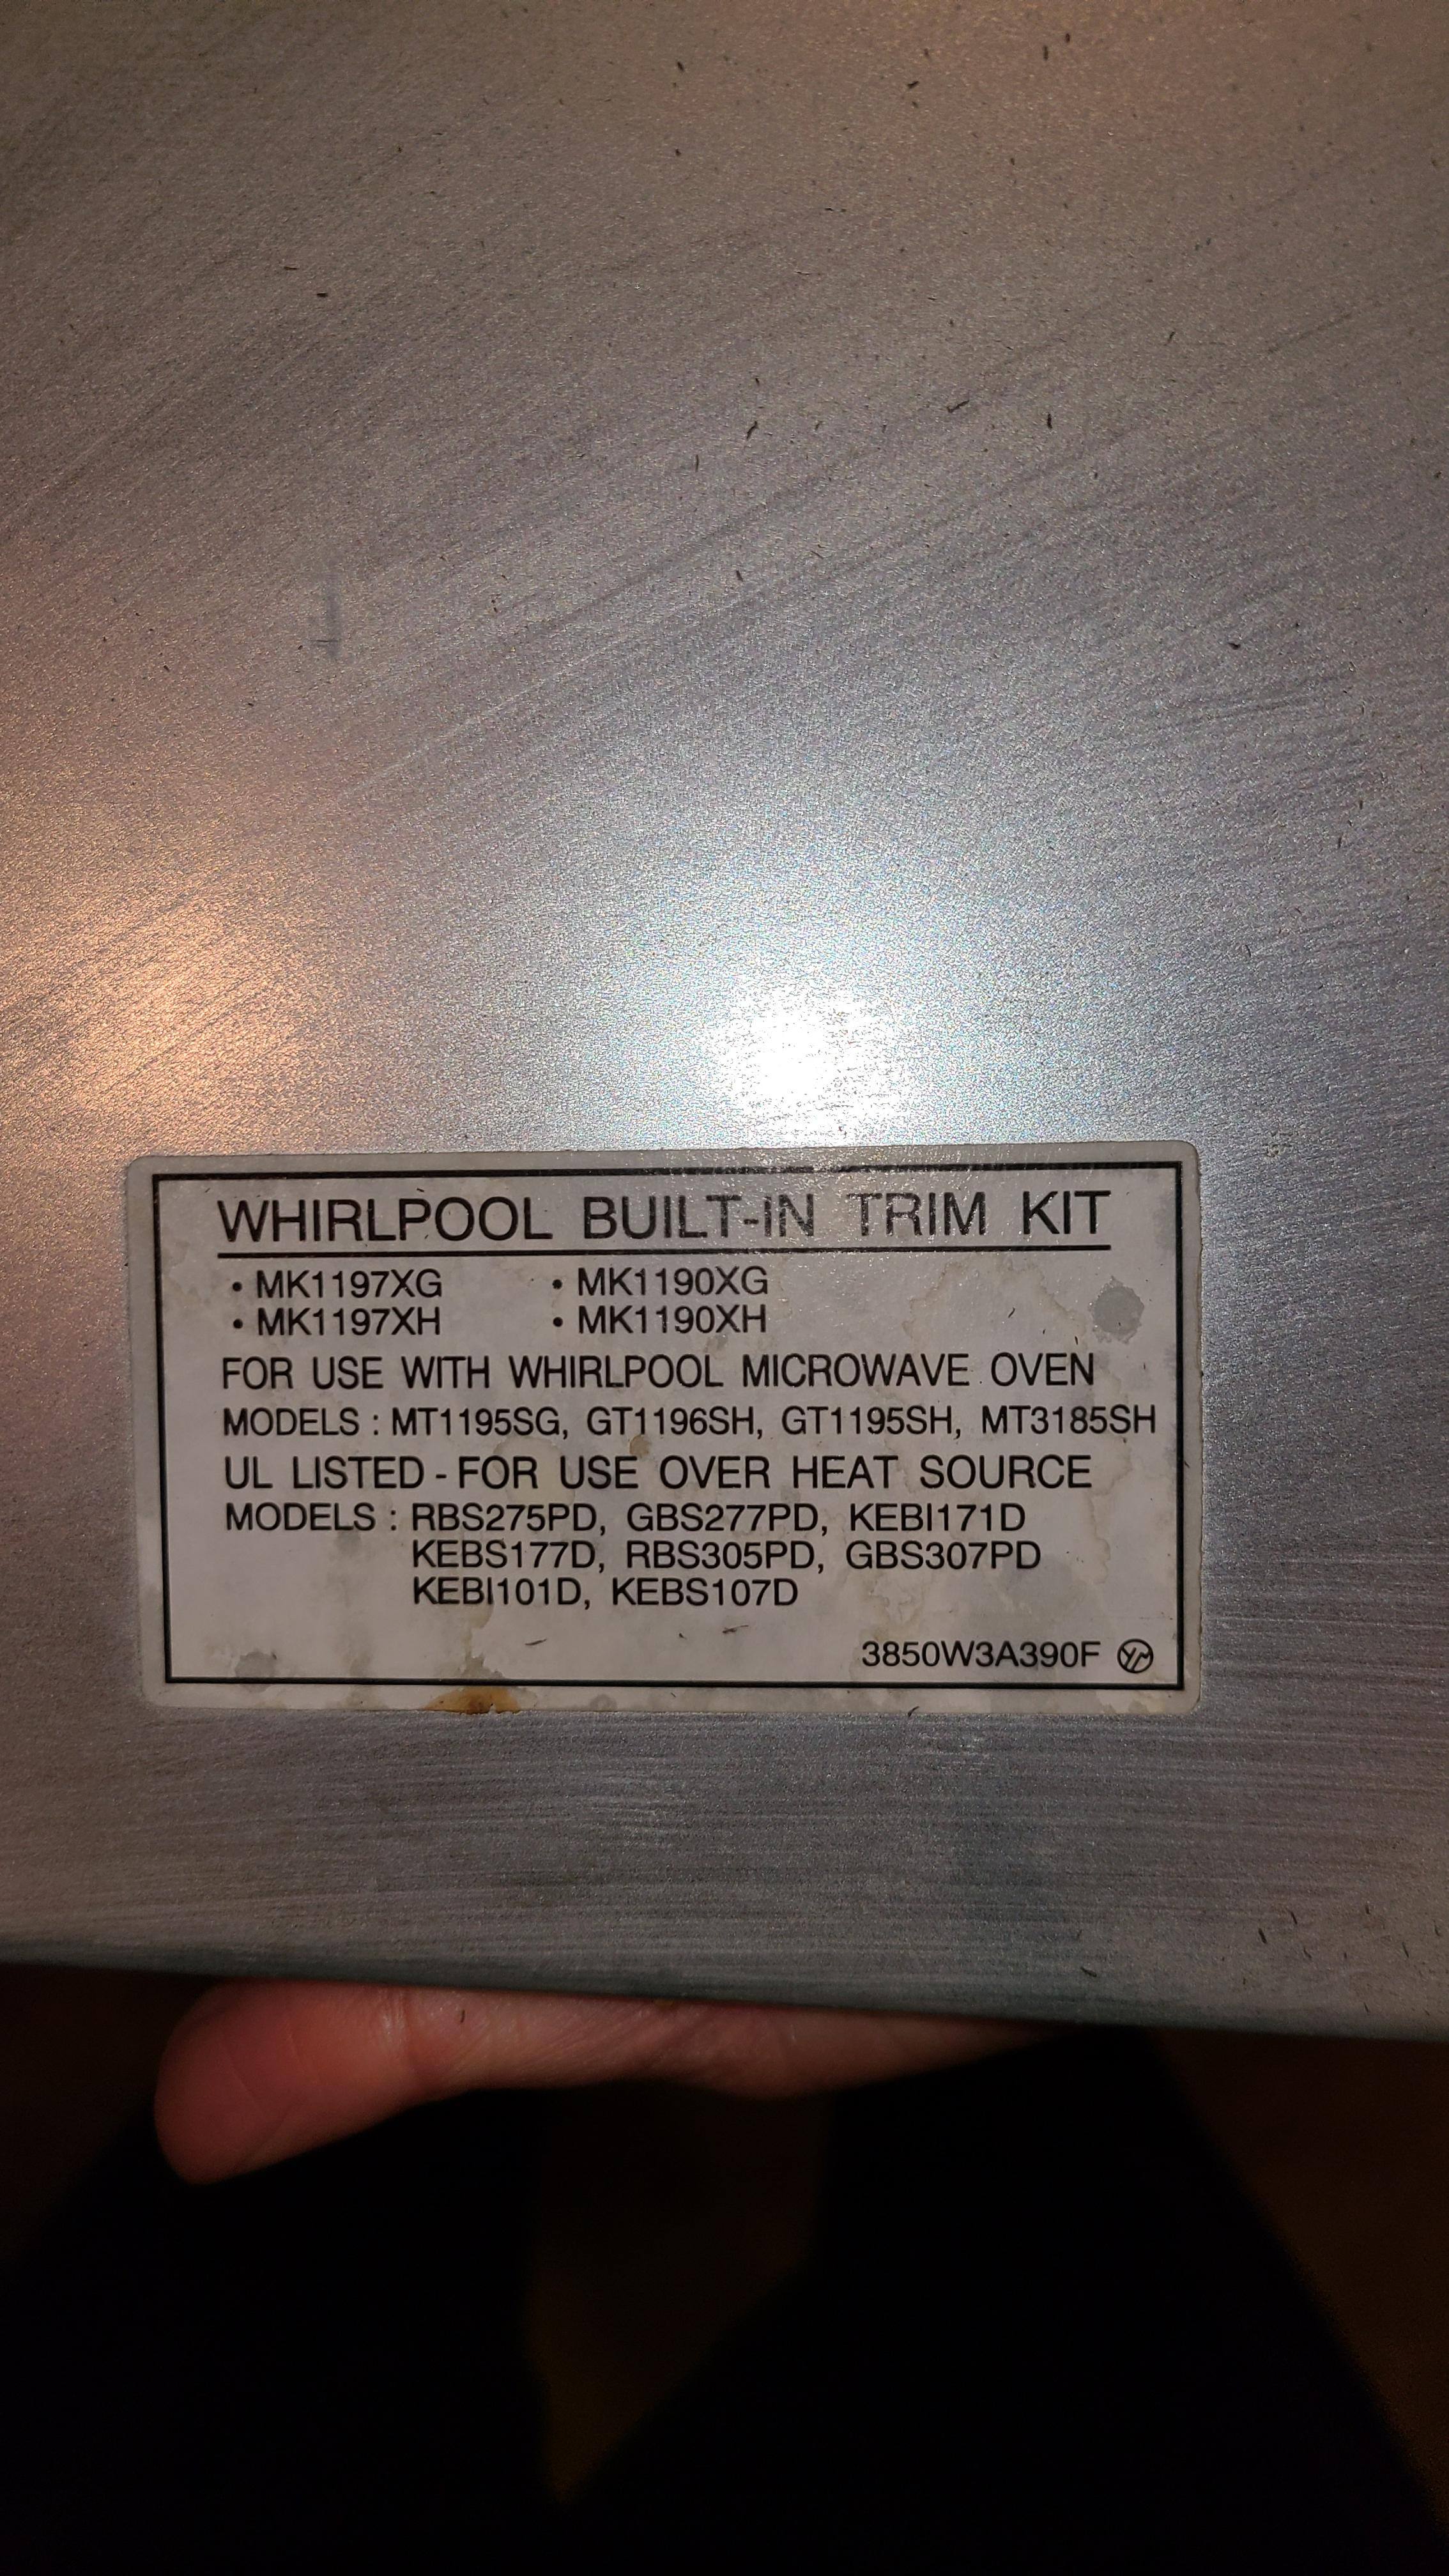 WHIRLPOOL BUILT-IN TRIM KIT
• MK1197XG • MK1190XG
• MK1197XH • MK1190XH
FOR USE WITH WHIRLPOOL MICROWAVE OVEN
MODELS : MT1195SG, GT1196SH, GT1195SH, MT3185SH
UL LISTED - FOR USE OVER HEAT SOURCE
MODELS : RBS275PD, GBS277PD, KEBI171D
KEBS177D, RBS305PD, GBS307PD
KEBI101D, KEBS107D
3850W3A390F